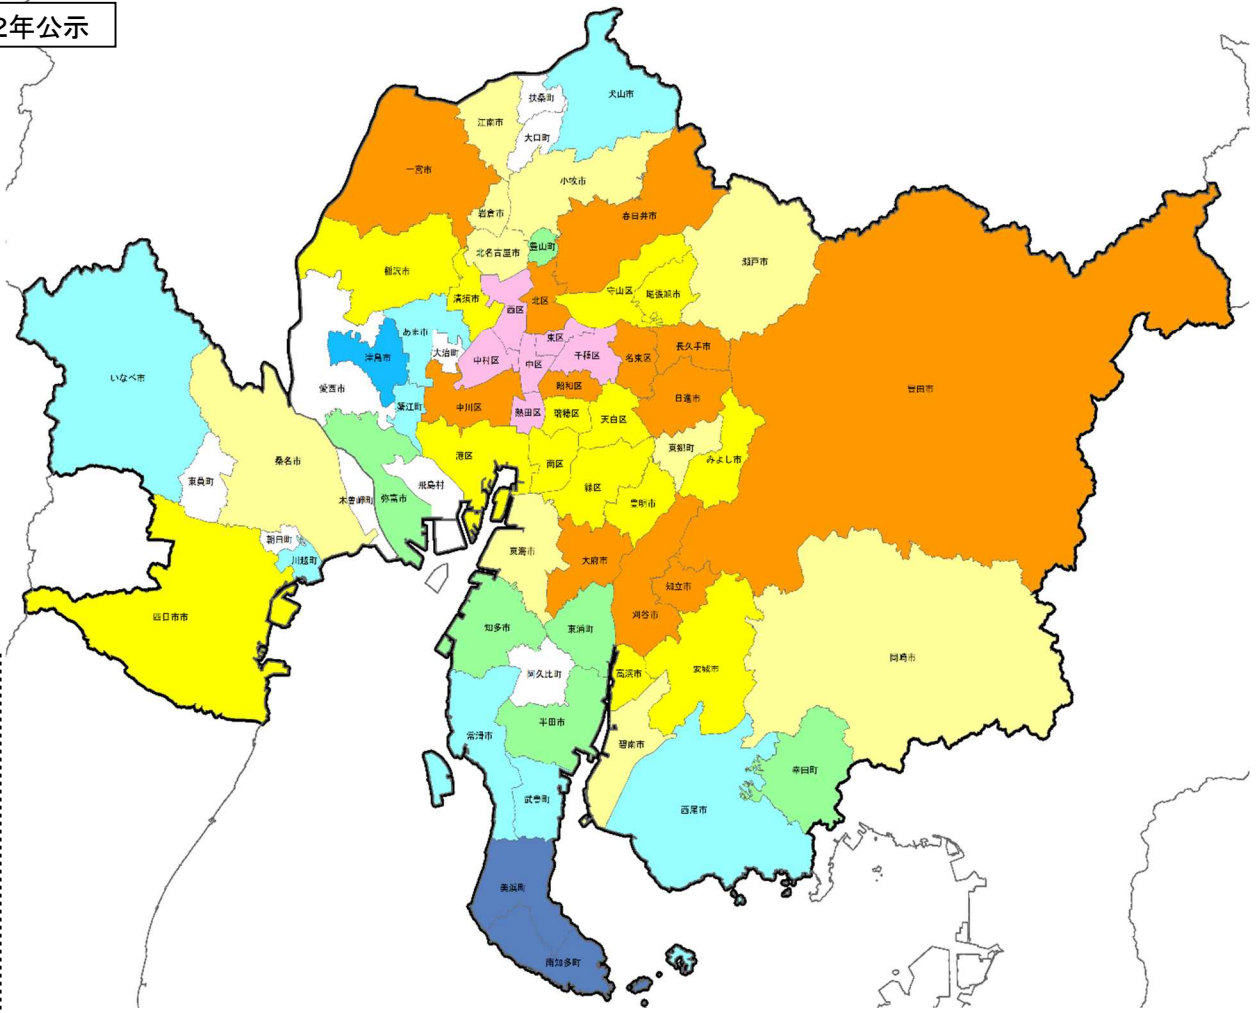 2年公示
犬山市
扶桑町
江南市
大口町
一宮市
小牧市
岩倉市
春日井市
豊山町
北名古屋市
瀬戸市
稲沢市
清須市
守山区
尾張旭市
西区
北区
あま市
東区
長久手市
大治町
津島市
中村区
中区
千種区
名東区
いなべ市
昭和区
愛西市
豊田市
日進市
蟹江町
中川区
熱田区
瑞穂区
天白区
東郷町
港区
みよし市
桑名市
南区
東員町
飛島村
緑区
木曽岬町
弥富市
豊明市
朝日町
東海市
川越町
大府市
知立市
四日市市
刈谷市
知多市
東浦町
岡崎市
安城市
阿久比町
高浜市
半田市
常滑市
碧南市
幸田町
武豊町
西尾市
美浜町
南知多町